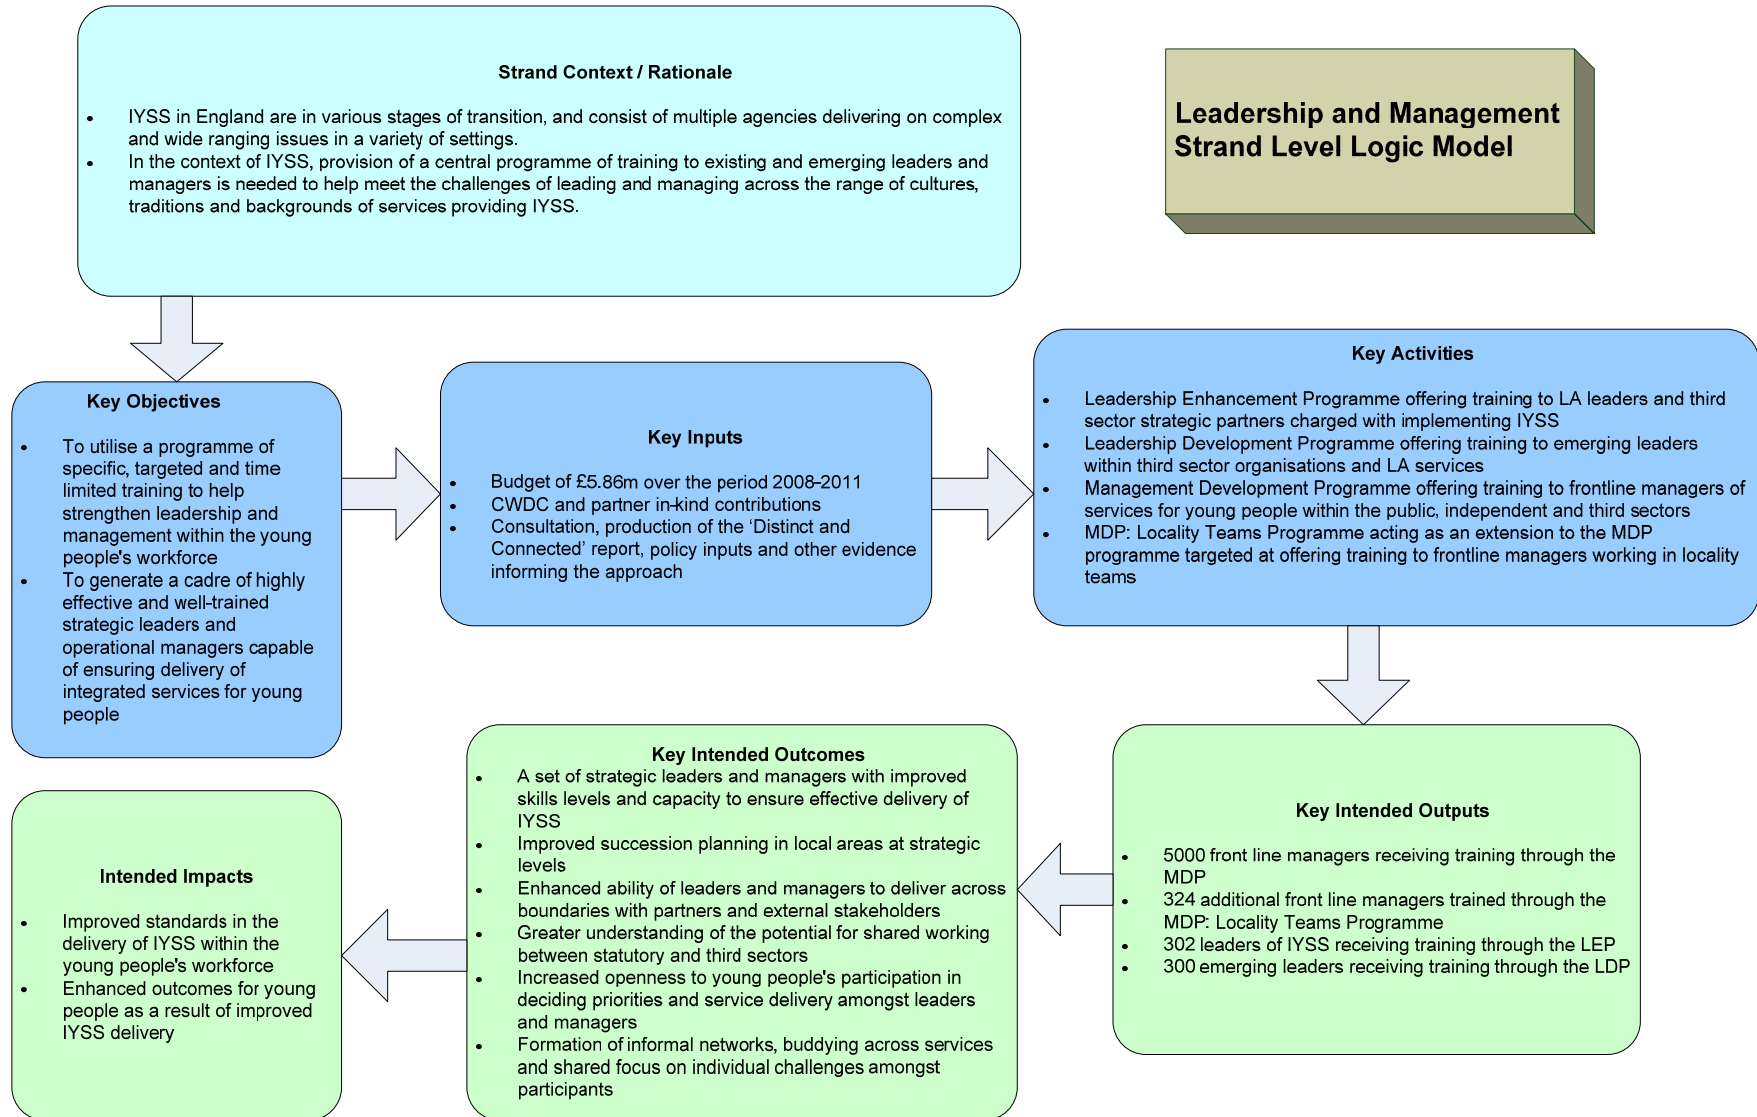 Strand Context / Rationale
• IYSS in England are in various stages of transition, and consist of multiple agencies delivering on complex
and wide ranging issues in a variety of settings.
• In the context of IYSS, provision of a central programme of training to existing and emerging leaders and
managers is needed to help meet the challenges of leading and managing across the range of cultures,
traditions and backgrounds of services providing IYSS.
Leadership and Management
Strand Level Logic Model
Key Objectives
• To utilise a programme of
specific, targeted and time
limited training to help
strengthen leadership and
management within the young
people's workforce
• To generate a cadre of highly
effective and well-trained
strategic leaders and
operational managers capable
of ensuring delivery of
integrated services for young
people
Key Inputs
• Budget of £5.86m over the period 2008–2011
• CWDC and partner in-kind contributions
• Consultation, production of the ‘Distinct and
Connected’ report, policy inputs and other evidence
informing the approach
Key Activities
• Leadership Enhancement Programme offering training to LA leaders and third
sector strategic partners charged with implementing IYSS
• Leadership Development Programme offering training to emerging leaders
within third sector organisations and LA services
• Management Development Programme offering training to frontline managers of
services for young people within the public, independent and third sectors
• MDP: Locality Teams Programme acting as an extension to the MDP
programme targeted at offering training to frontline managers working in locality
teams
Key Intended Outputs
• 5000 front line managers receiving training through the
MDP
• 324 additional front line managers trained through the
MDP: Locality Teams Programme
• 302 leaders of IYSS receiving training through the LEP
• 300 emerging leaders receiving training through the LDP
Key Intended Outcomes
• A set of strategic leaders and managers with improved
skills levels and capacity to ensure effective delivery of
IYSS
• Improved succession planning in local areas at strategic
levels
• Enhanced ability of leaders and managers to deliver across
boundaries with partners and external stakeholders
• Greater understanding of the potential for shared working
between statutory and third sectors
• Increased openness to young people's participation in
deciding priorities and service delivery amongst leaders
and managers
• Formation of informal networks, buddying across services
and shared focus on individual challenges amongst
participants
Intended Impacts
• Improved standards in the
delivery of IYSS within the
young people's workforce
• Enhanced outcomes for young
people as a result of improved
IYSS delivery